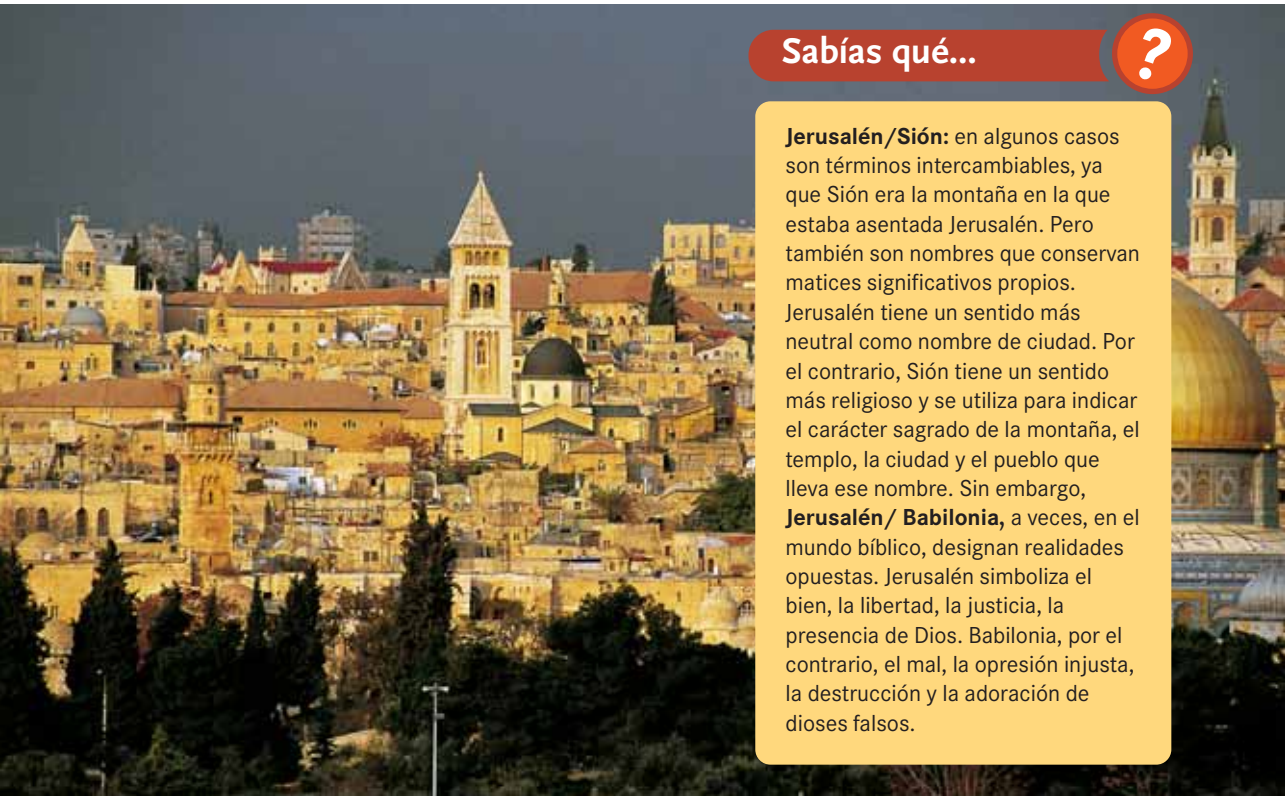 Sabías qué...
?
Jerusalén/Sión: en algunos casos
son términos intercambiables, ya
que Sión era la montaña en la que
estaba asentada Jerusalén. Pero
también son nombres que conservan
matices significativos propios.
Jerusalén tiene un sentido más
neutral como nombre de ciudad. Por
el contrario, Sión tiene un sentido
más religioso y se utiliza para indicar
el carácter sagrado de la montaña, el
templo, la ciudad y el pueblo que
lleva ese nombre. Sin embargo,
Jerusalén/ Babilonia, a veces, en el
mundo bíblico, designan realidades
opuestas. Jerusalén simboliza el
bien, la libertad, la justicia, la
presencia de Dios. Babilonia, por el
contrario, el mal, la opresión injusta,
la destrucción y la adoración de
dioses falsos.